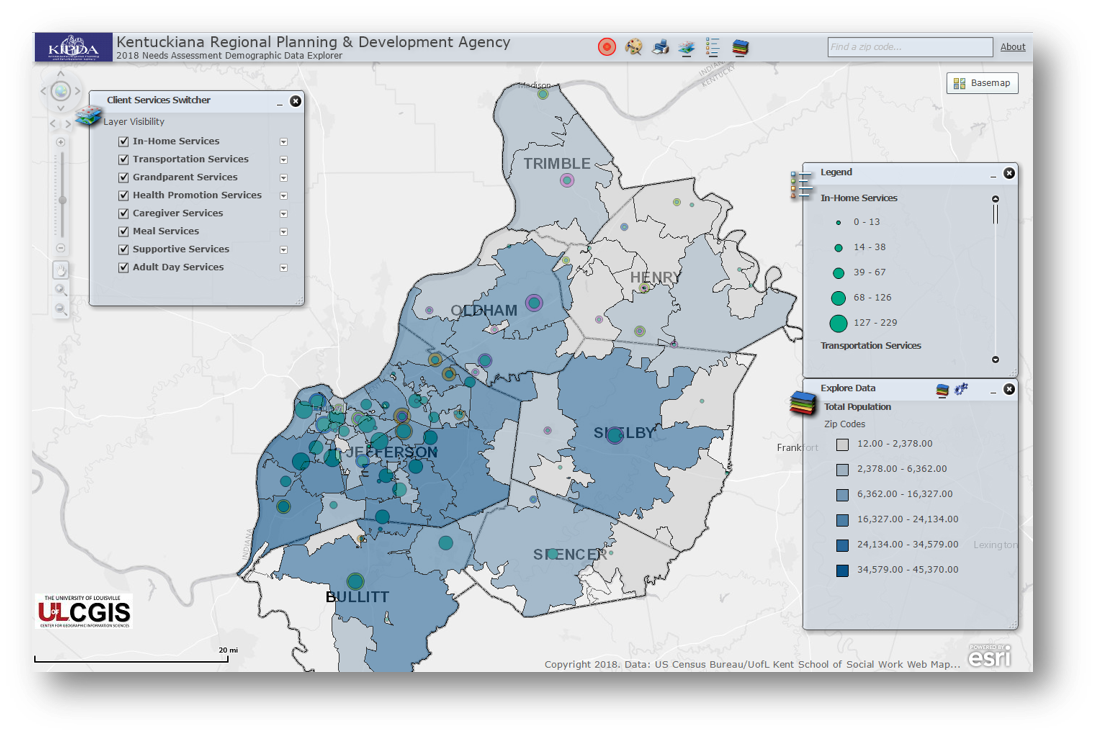 KIPDA
Kentuckiana Regional Planning & Development Agency
2018 Needs Assessment Demographic Data Explorer
Find a zip code...
About
Basemap
Client Services Switcher
Layer Visibility
In-Home Services
Transportation Services
Grandparent Services
Health Promotion Services
Caregiver Services
Meal Services
Supportive Services
Adult Day Services
Madison
INDIANA
KENTUCKY
TRIMBLE
HENRY
OLDHAM
SHELBY
JEFFERSON
SPENCER
BULLITT
INDIANA
Frankfort
Lexington
Legend
In-Home Services
0 - 13
14 - 38
39 - 67
68 - 126
127 - 229
Transportation Services
Explore Data
Total Population
Zip Codes
12.00 - 2,378.00
2,378.00 - 6,362.00
6,362.00 - 16,327.00
16,327.00 - 24,134.00
24,134.00 - 34,579.00
34,579.00 - 45,370.00
THE UNIVERSITY OF LOUISVILLE
UofLCGIS
CENTER FOR GEOGRAPHIC INFORMATION SCIENCES
20 mi
Copyright 2018. Data: US Census Bureau/UofL Kent School of Social Work Web Map...
POWERED BY
esri